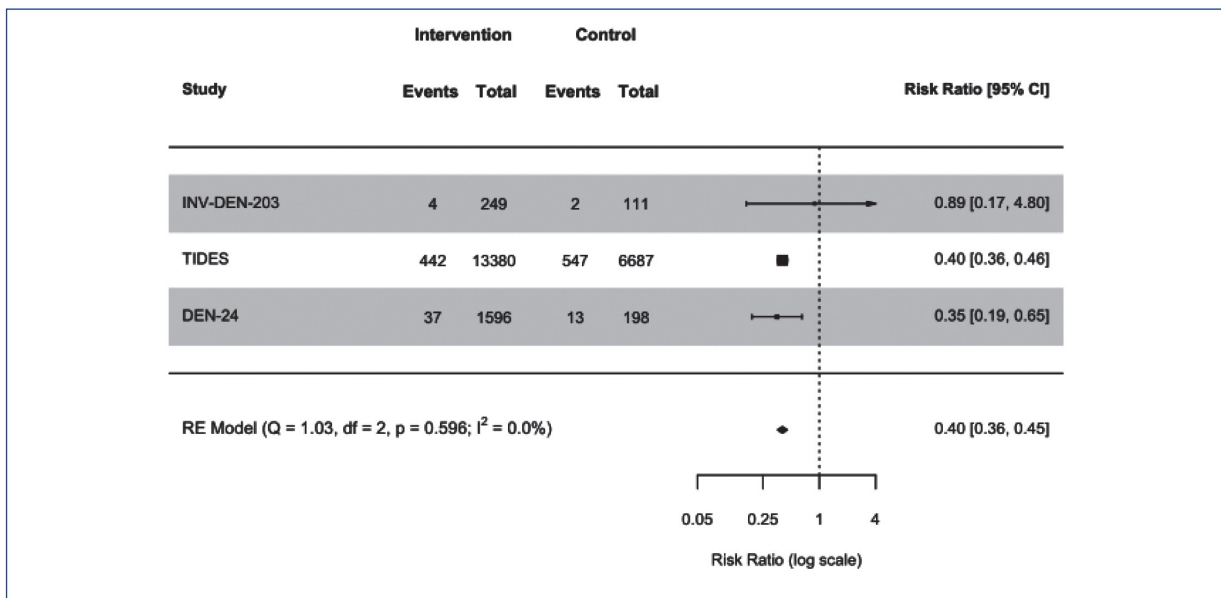 Intervention Control
Study Events Total Events Total Risk Ratio [95% CI]
INV-DEN-203 4 249 2 111 0.89 [0.17, 4.80]
TIDES 442 13380 547 6687 0.40 [0.36, 0.46]
DEN-24 37 1596 13 198 0.35 [0.19, 0.65]
RE Model (Q = 1.03, df = 2, p = 0.596; I² = 0.0%) 0.40 [0.36, 0.45]
0.05 0.25 1 4
Risk Ratio (log scale)